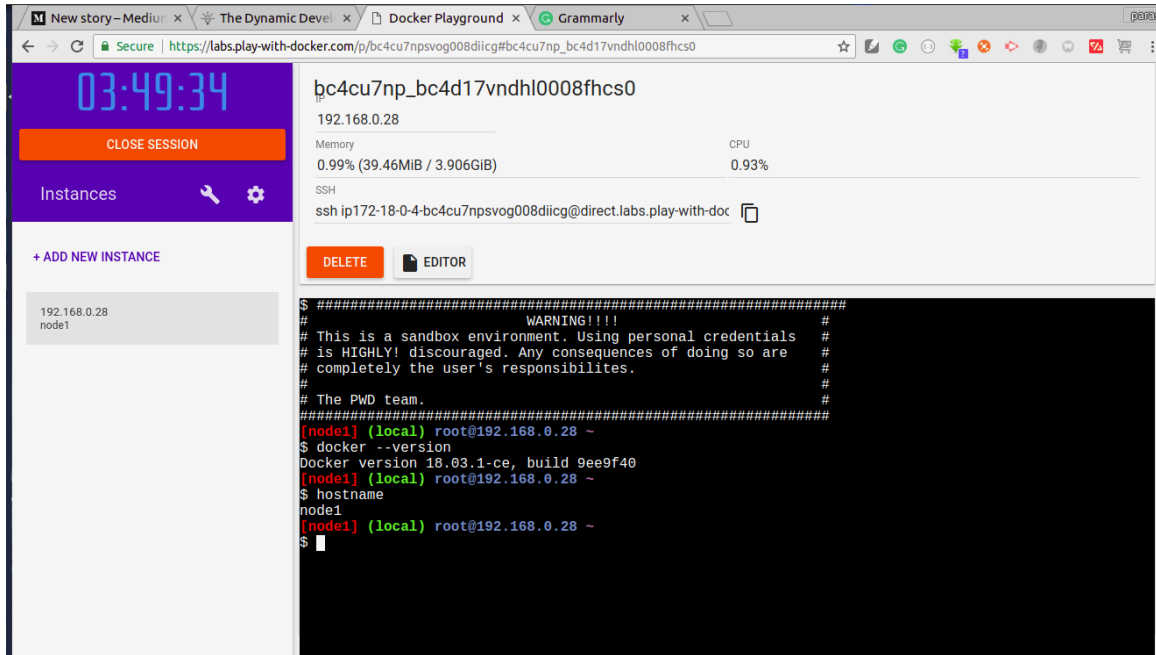 New story – Medium
The Dynamic Devel
Docker Playground
Grammarly
Secure | https://labs.play-with-docker.com/p/bc4cu7npsvog008diicg#bc4cu7np_bc4d17vndhl0008fhcs0
03:49:34
CLOSE SESSION
Instances
+ ADD NEW INSTANCE
192.168.0.28
node1
bc4cu7np_bc4d17vndhl0008fhcs0
IP
192.168.0.28
Memory
CPU
0.99% (39.46MiB / 3.906GiB)
0.93%
SSH
ssh ip172-18-0-4-bc4cu7npsvog008diicg@direct.labs.play-with-doc
DELETE
EDITOR
$ ###############################################################
# WARNING!!!! #
# This is a sandbox environment. Using personal credentials #
# is HIGHLY! discouraged. Any consequences of doing so are #
# completely the user's responsibilites. #
# #
# The PWD team. #
###############################################################
[node1] (local) root@192.168.0.28 ~
$ docker --version
Docker version 18.03.1-ce, build 9ee9f40
[node1] (local) root@192.168.0.28 ~
$ hostname
node1
[node1] (local) root@192.168.0.28 ~
$